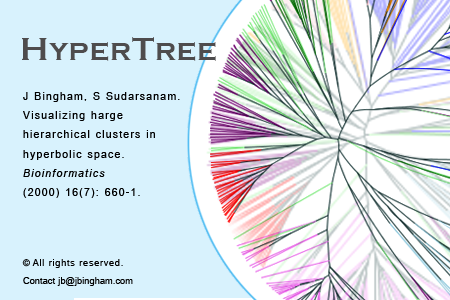 HYPERTREE
J Bingham, S Sudarsanam.
Visualizing harge
hierarchical clusters in
hyperbolic space.
Bioinformatics
(2000) 16(7): 660-1.
© All rights reserved.
Contact jb@jbingham.com